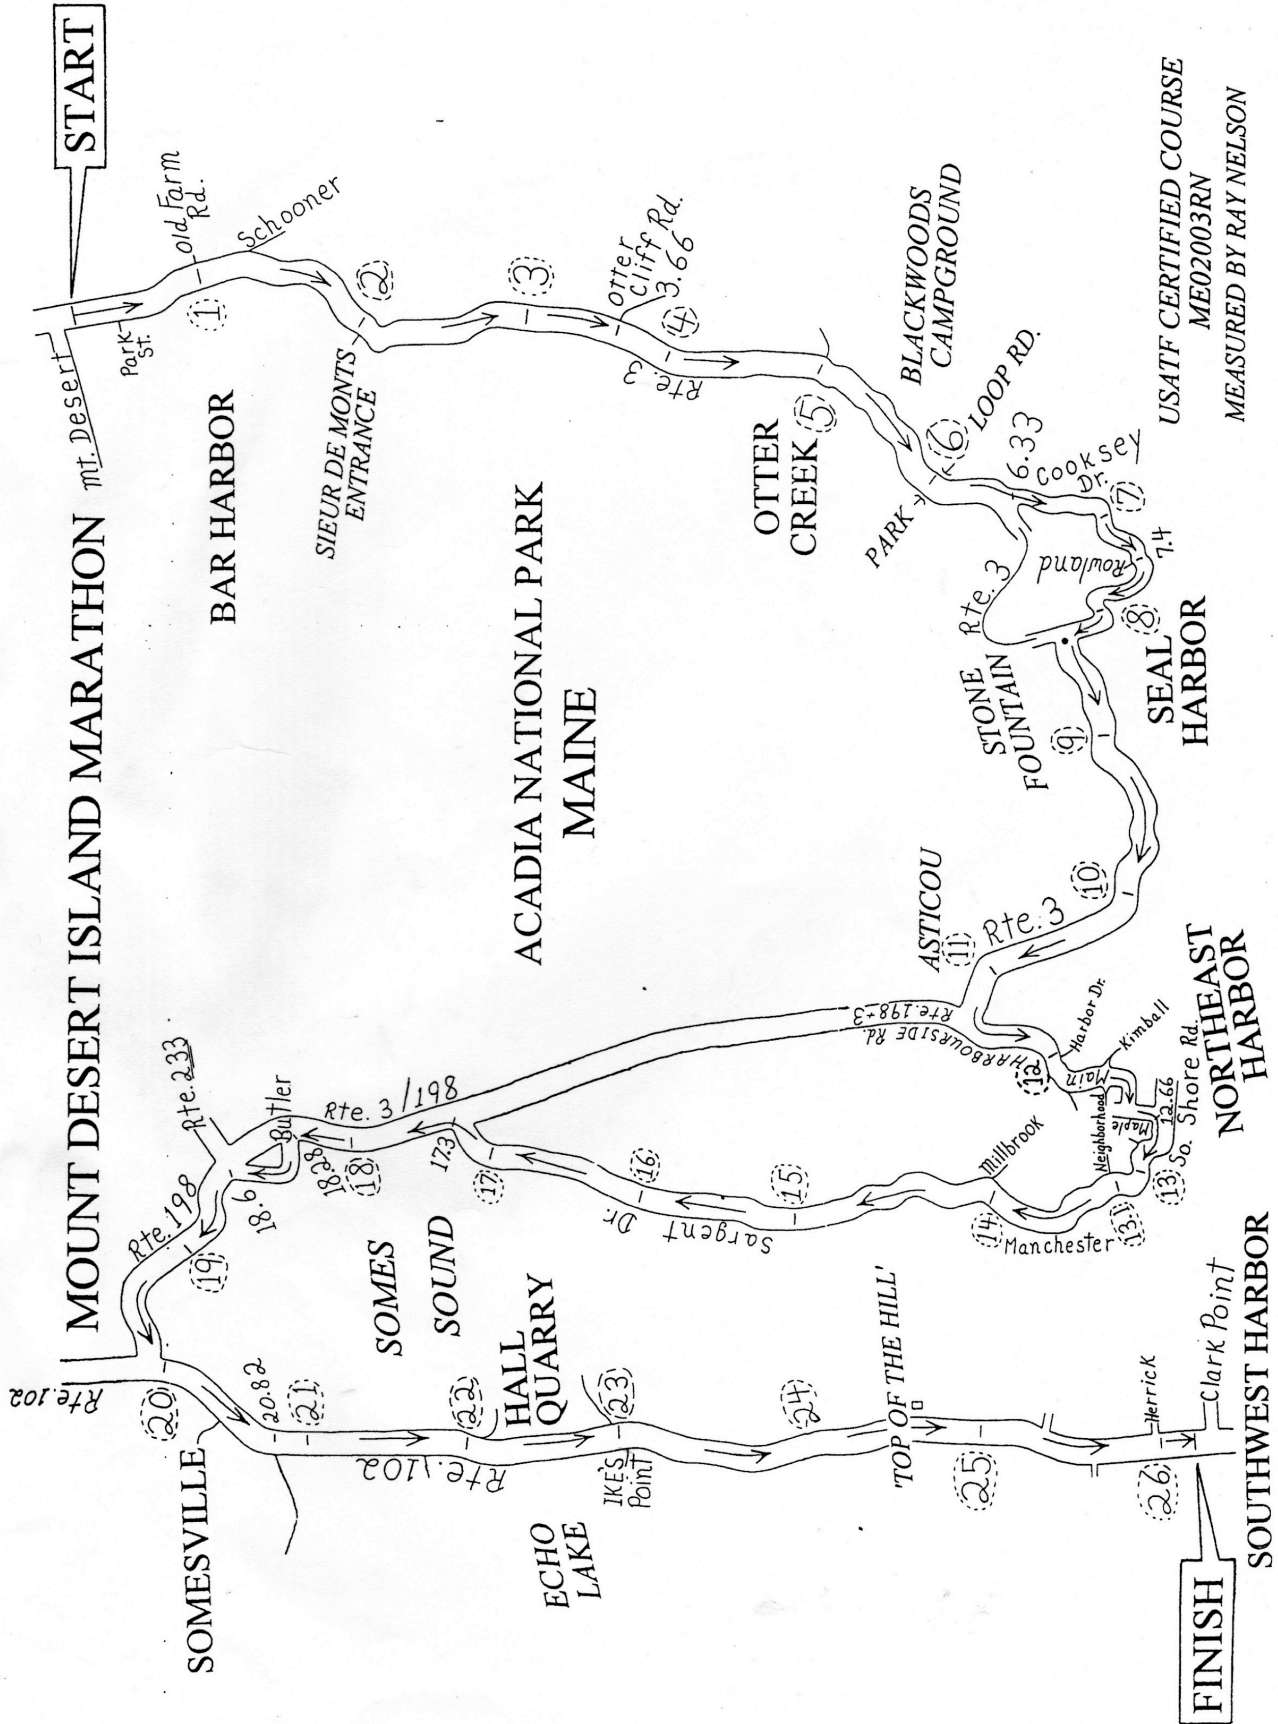 MOUNT DESERT ISLAND MARATHON
START
mt. Desert
Park
St.
Old Farm
Rd.
1
Schooner
BAR HARBOR
2
SIEUR DE MONTS
ENTRANCE
3
Otter
Cliff Rd.
3.66
4
Rte. 3
ACADIA NATIONAL PARK
MAINE
OTTER
CREEK
5
BLACKWOODS
CAMPGROUND
PARK
6
LOOP RD.
6.33
Cooksey
Dr.
7
Rte. 3
Rowland
7.4
8
STONE
FOUNTAIN
SEAL
HARBOR
9
10
Rte. 3
ASTICOU
11
Rte. 198+3
HARBOURSIDE Rd.
12
Harbor Dr.
Main
Kimball
Neighborhood
Maple
12.66
So. Shore Rd.
NORTHEAST
HARBOR
13
13.1
Manchester
14
Millbrook
15
Sargent
Dr.
16
17
17.3
Rte. 3/198
18
18.28
Butler
18.6
Rte. 233
Rte. 198
19
SOMES
SOUND
20
Rte. 102
SOMESVILLE
20.82
21
22
HALL
QUARRY
Rte. 102
23
IKE'S
Point
ECHO
LAKE
24
'TOP OF THE HILL'
25
26
Herrick
Clark Point
FINISH
SOUTHWEST HARBOR
USATF CERTIFIED COURSE
ME02003RN
MEASURED BY RAY NELSON